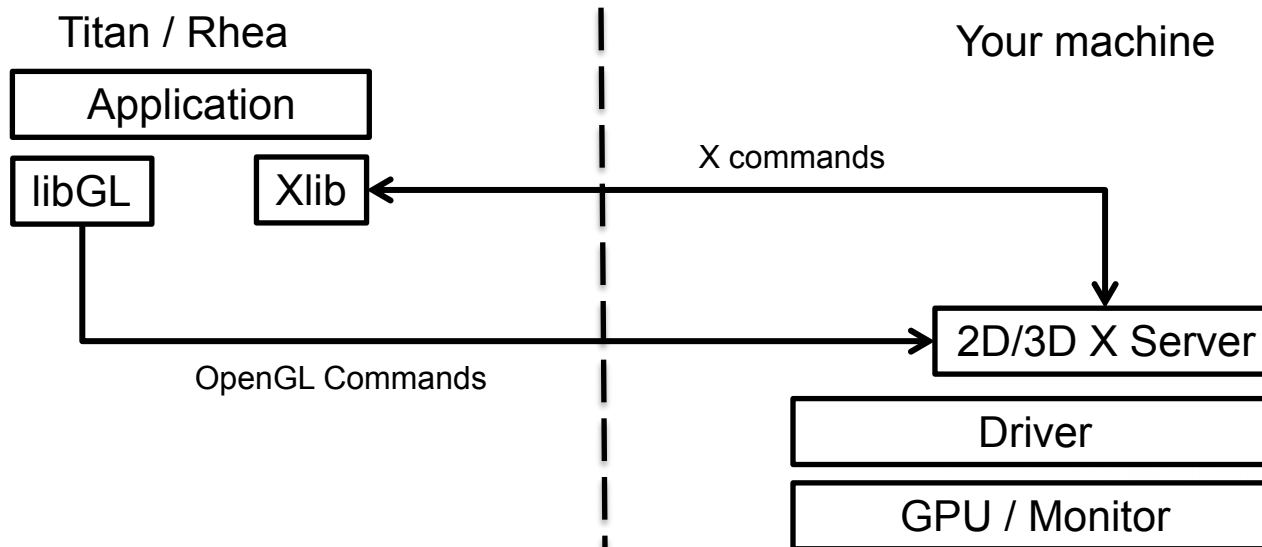 Titan / Rhea
Your machine
Application
X commands
libGL
Xlib
2D/3D X Server
OpenGL Commands
Driver
GPU / Monitor